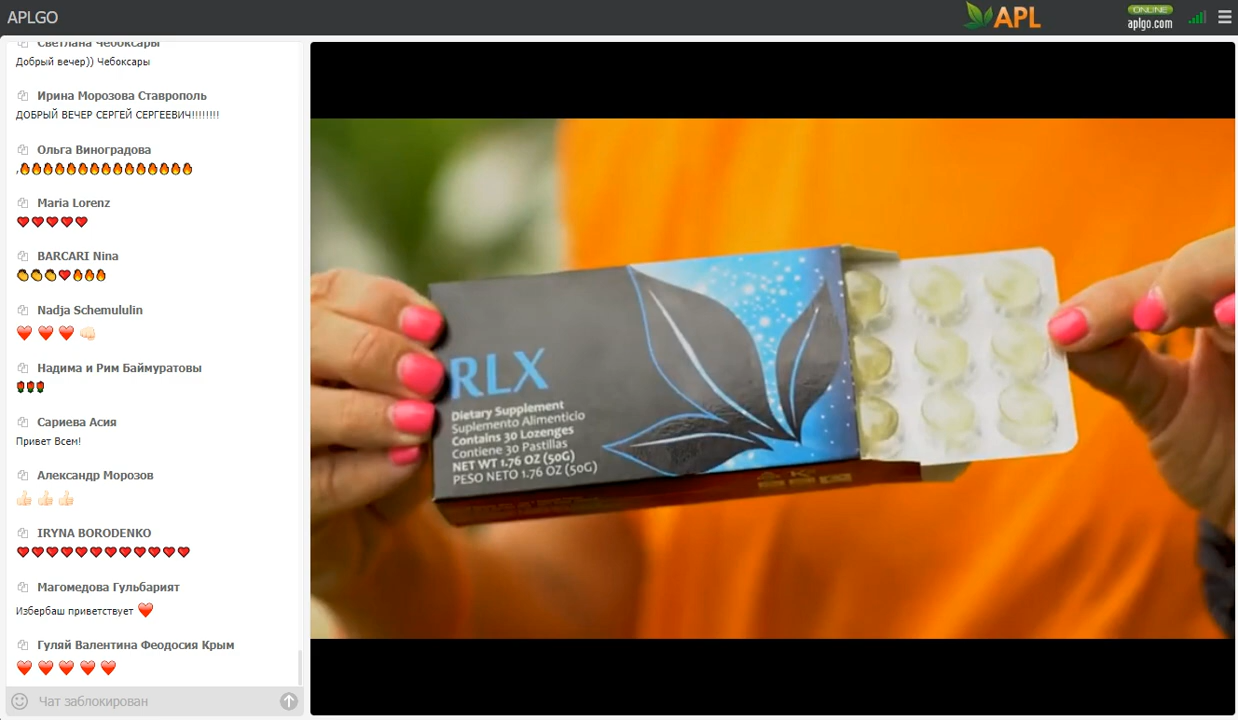 APLGO
APL
ONLINE
aplgo.com
Светлана Чебоксары
Добрый вечер)) Чебоксары
Ирина Морозова Ставрополь
ДОБРЫЙ ВЕЧЕР СЕРГЕЙ СЕРГЕЕВИЧ!!!!!!!!
Ольга Виноградова
,🔥🔥🔥🔥🔥🔥🔥🔥🔥🔥🔥🔥🔥🔥🔥
Maria Lorenz
❤❤❤❤❤
BARCARI Nina
👏👏👏❤🔥🔥🔥
Nadja Schemululin
❤️ ❤️ ❤️ 👊🏻
Надима и Рим Баймуратовы
🌹🌹🌹
Сариева Асия
Привет Всем!
Александр Морозов
👍🏻 👍🏻 👍🏻
IRYNA BORODENKO
❤❤❤❤❤❤❤❤❤❤❤❤
Магомедова Гульбарият
Избербаш приветствует ❤️
Гуляй Валентина Феодосия Крым
❤️ ❤️ ❤️ ❤️ ❤️
Чат заблокирован
RLX
Dietary Supplement
Suplemento Alimenticio
Contains 30 Lozenges
Contiene 30 Pastillas
NET WT 1.76 OZ (50G)
PESO NETO 1.76 OZ (50G)